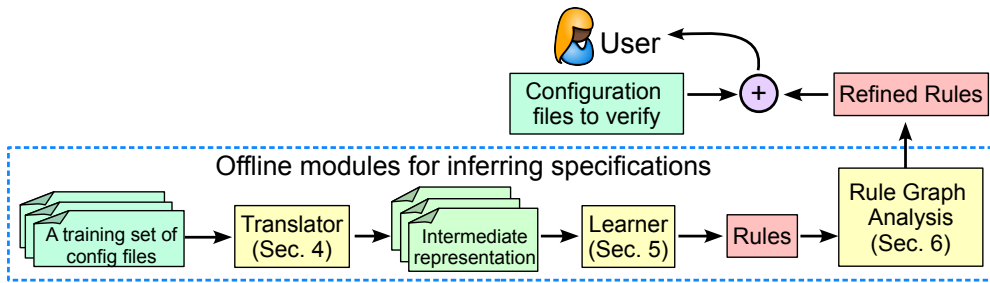 User
Configuration
files to verify
+
Refined Rules
Offline modules for inferring specifications
A training set of
config files
Translator
(Sec. 4)
Intermediate
representation
Learner
(Sec. 5)
Rules
Rule Graph
Analysis
(Sec. 6)